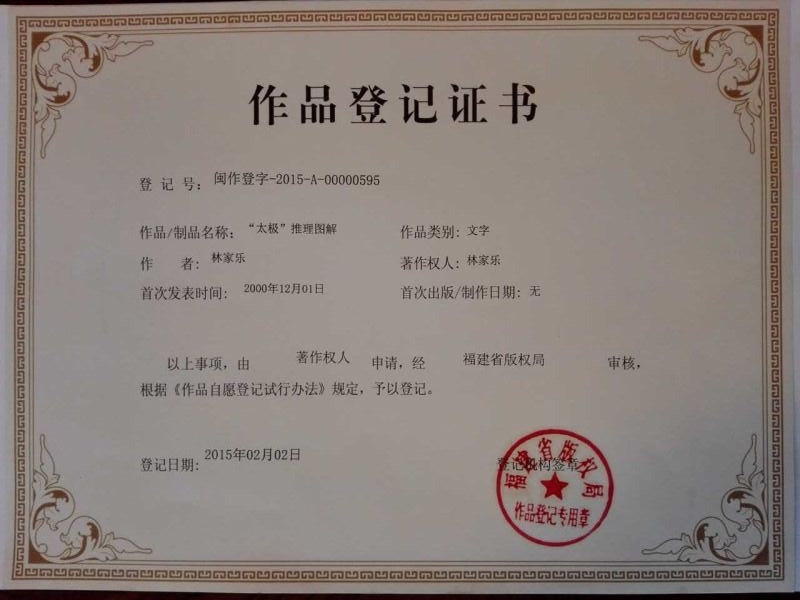 作品登记证书
登 记 号： 闽作登字-2015-A-00000595
作品/制品名称： “太极”推理图解 作品类别: 文字
作 者: 林家乐 著作权人: 林家乐
首次发表时间: 2000年12月01日 首次出版/制作日期: 无
以上事项，由 著作权人 申请，经 福建省版权局 审核，
根据《作品自愿登记试行办法》规定，予以登记。
登记日期: 2015年02月02日 登记机构签章
福建省版权局
作品登记专用章